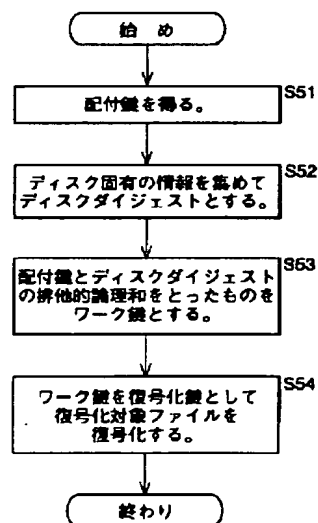 始 め
配付鍵を得る。
S51
ディスク固有の情報を集めて
ディスクダイジェストとする。
S52
配付鍵とディスクダイジェスト
の排他的論理和をとったものを
ワーク鍵とする。
S53
ワーク鍵を復号化鍵として
復号化対象ファイルを
復号化する。
S54
終わり